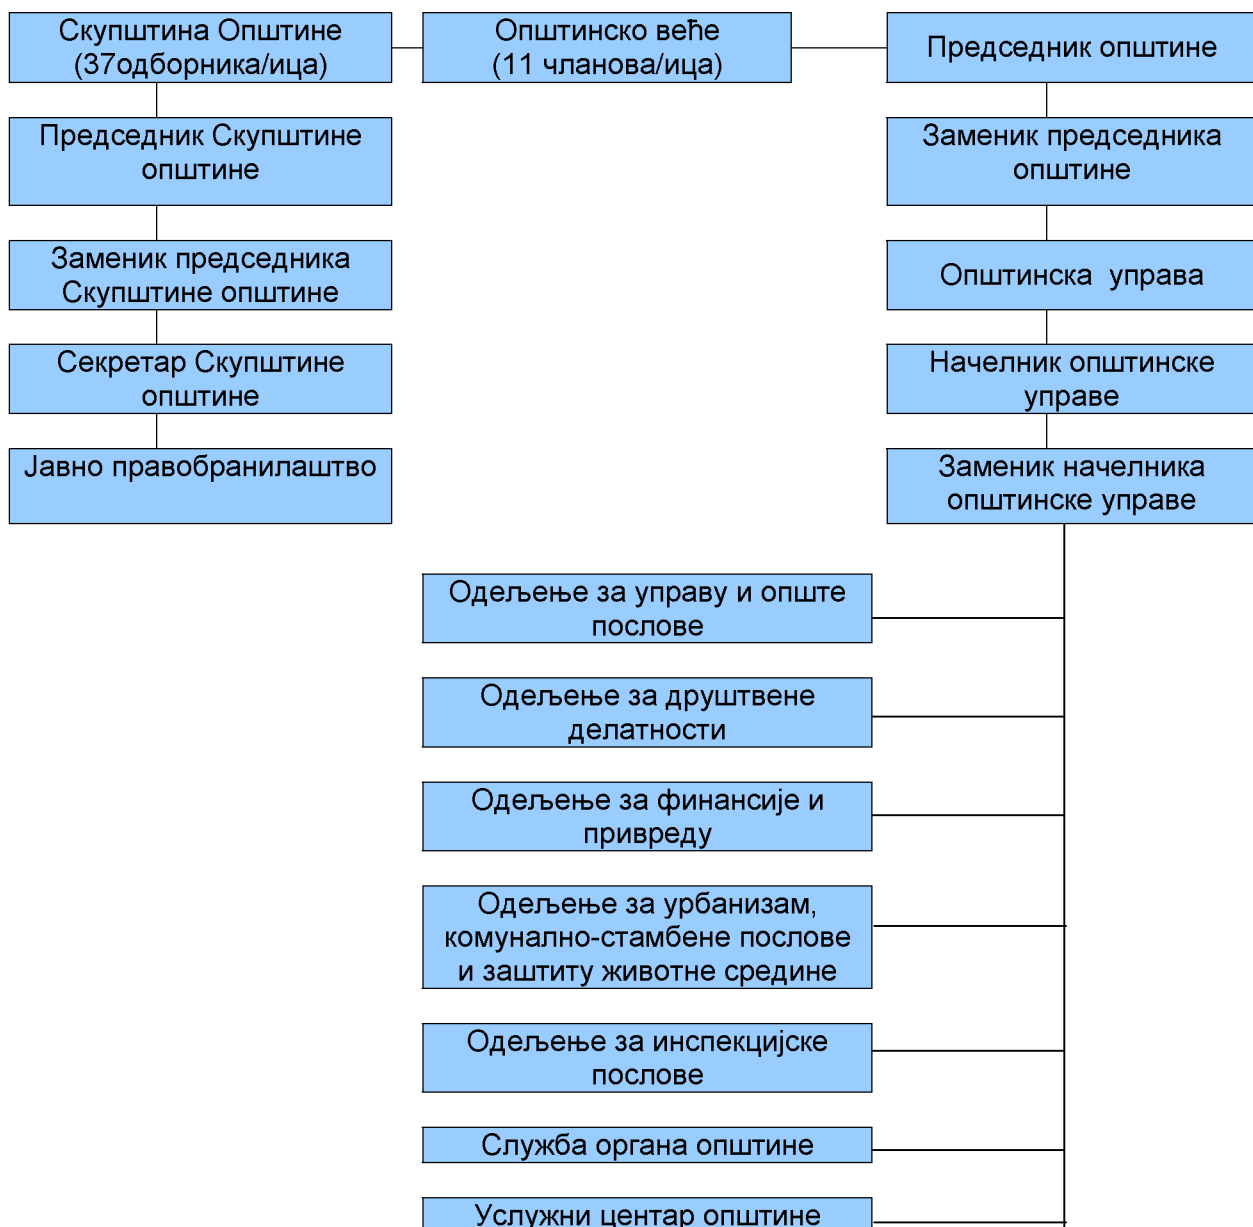 Скупштина Општине
(37одборника/ица)
Општинско веће
(11 чланова/ица)
Председник општине
Председник Скупштине
општине
Заменик председника
општине
Заменик председника
Скупштине општине
Општинска  управа
Секретар Скупштине
општине
Начелник општинске
управе
Јавно правобранилаштво
Заменик начелника
општинске управе
Одељење за управу и опште
послове
Одељење за друштвене
делатности
Одељење за финансије и
привреду
Одељење за урбанизам,
комунално-стамбене послове
и заштиту животне средине
Одељење за инспекцијске
послове
Служба органа општине
Услужни центар општине